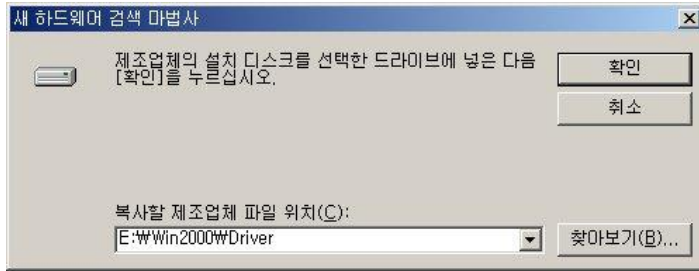 새 하드웨어 검색 마법사
제조업체의 설치 디스크를 선택한 드라이브에 넣은 다음
[확인]을 누르십시오.
확인
취소
복사할 제조업체 파일 위치(C):
E:₩Win2000₩Driver
찾아보기(B)...